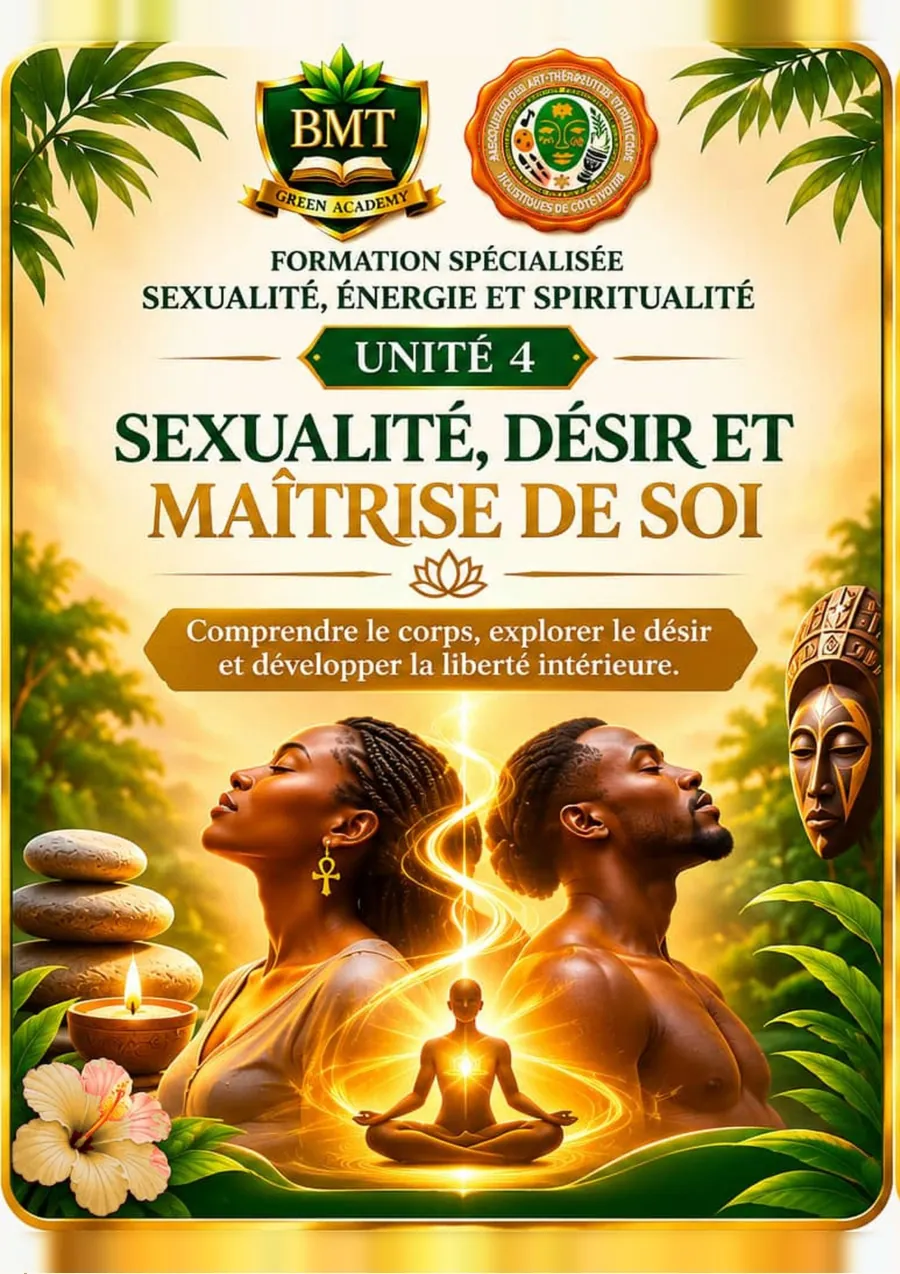 BMT
GREEN ACADEMY
FORMATION SPÉCIALISÉE
SEXUALITÉ, ÉNERGIE ET SPIRITUALITÉ
UNITÉ 4
SEXUALITÉ, DÉSIR ET
MAÎTRISE DE SOI
Comprendre le corps, explorer le désir
et développer la liberté intérieure.